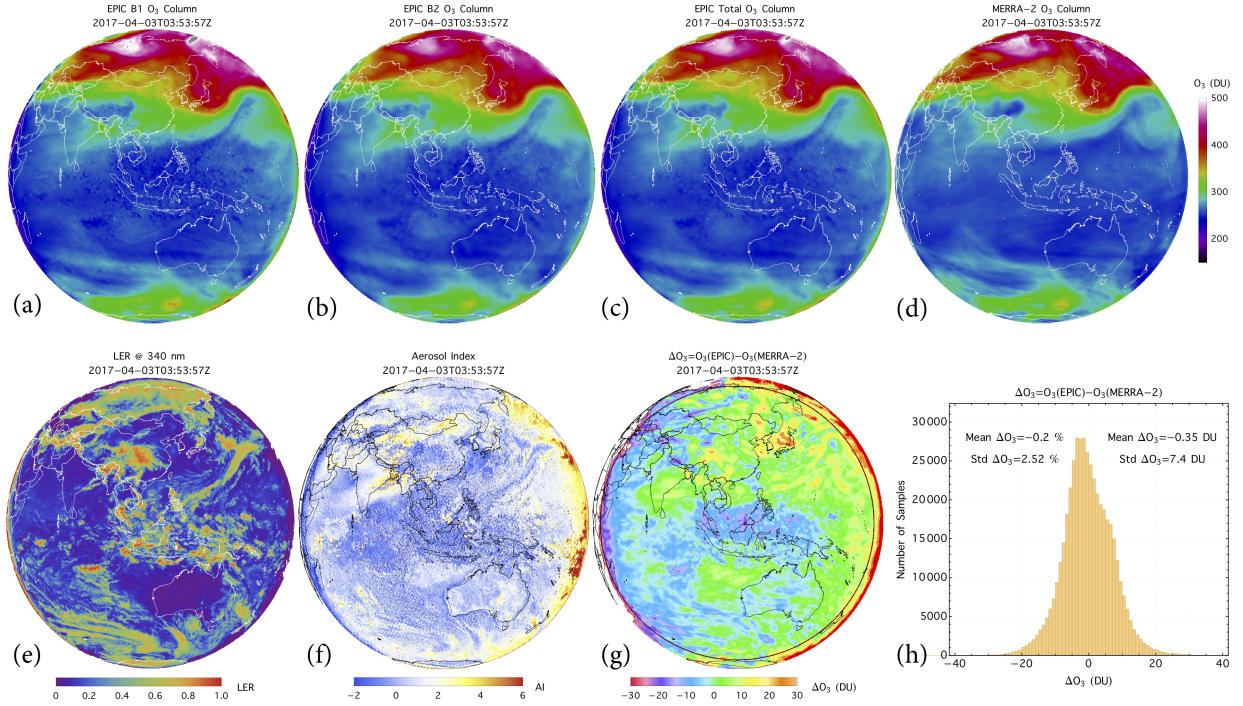 EPIC B1 O₃ Column
2017-04-03T03:53:57Z
EPIC B2 O₃ Column
2017-04-03T03:53:57Z
EPIC Total O₃ Column
2017-04-03T03:53:57Z
MERRA-2 O₃ Column
2017-04-03T03:53:57Z
O₃ (DU)
500
400
300
200
(a)
(b)
(c)
(d)
LER @ 340 nm
2017-04-03T03:53:57Z
Aerosol Index
2017-04-03T03:53:57Z
ΔO₃=O₃(EPIC)-O₃(MERRA-2)
2017-04-03T03:53:57Z
ΔO₃=O₃(EPIC)-O₃(MERRA-2)
Mean ΔO₃=-0.2 %
Mean ΔO₃=-0.35 DU
Std ΔO₃=2.52 %
Std ΔO₃=7.4 DU
Number of Samples
30000
25000
20000
15000
10000
5000
0
-40 -20 0 20 40
ΔO₃ (DU)
(e)
(f)
(g)
(h)
0 0.2 0.4 0.6 0.8 1.0 LER
-2 0 2 4 6 AI
-30 -20 -10 0 10 20 30 ΔO₃ (DU)